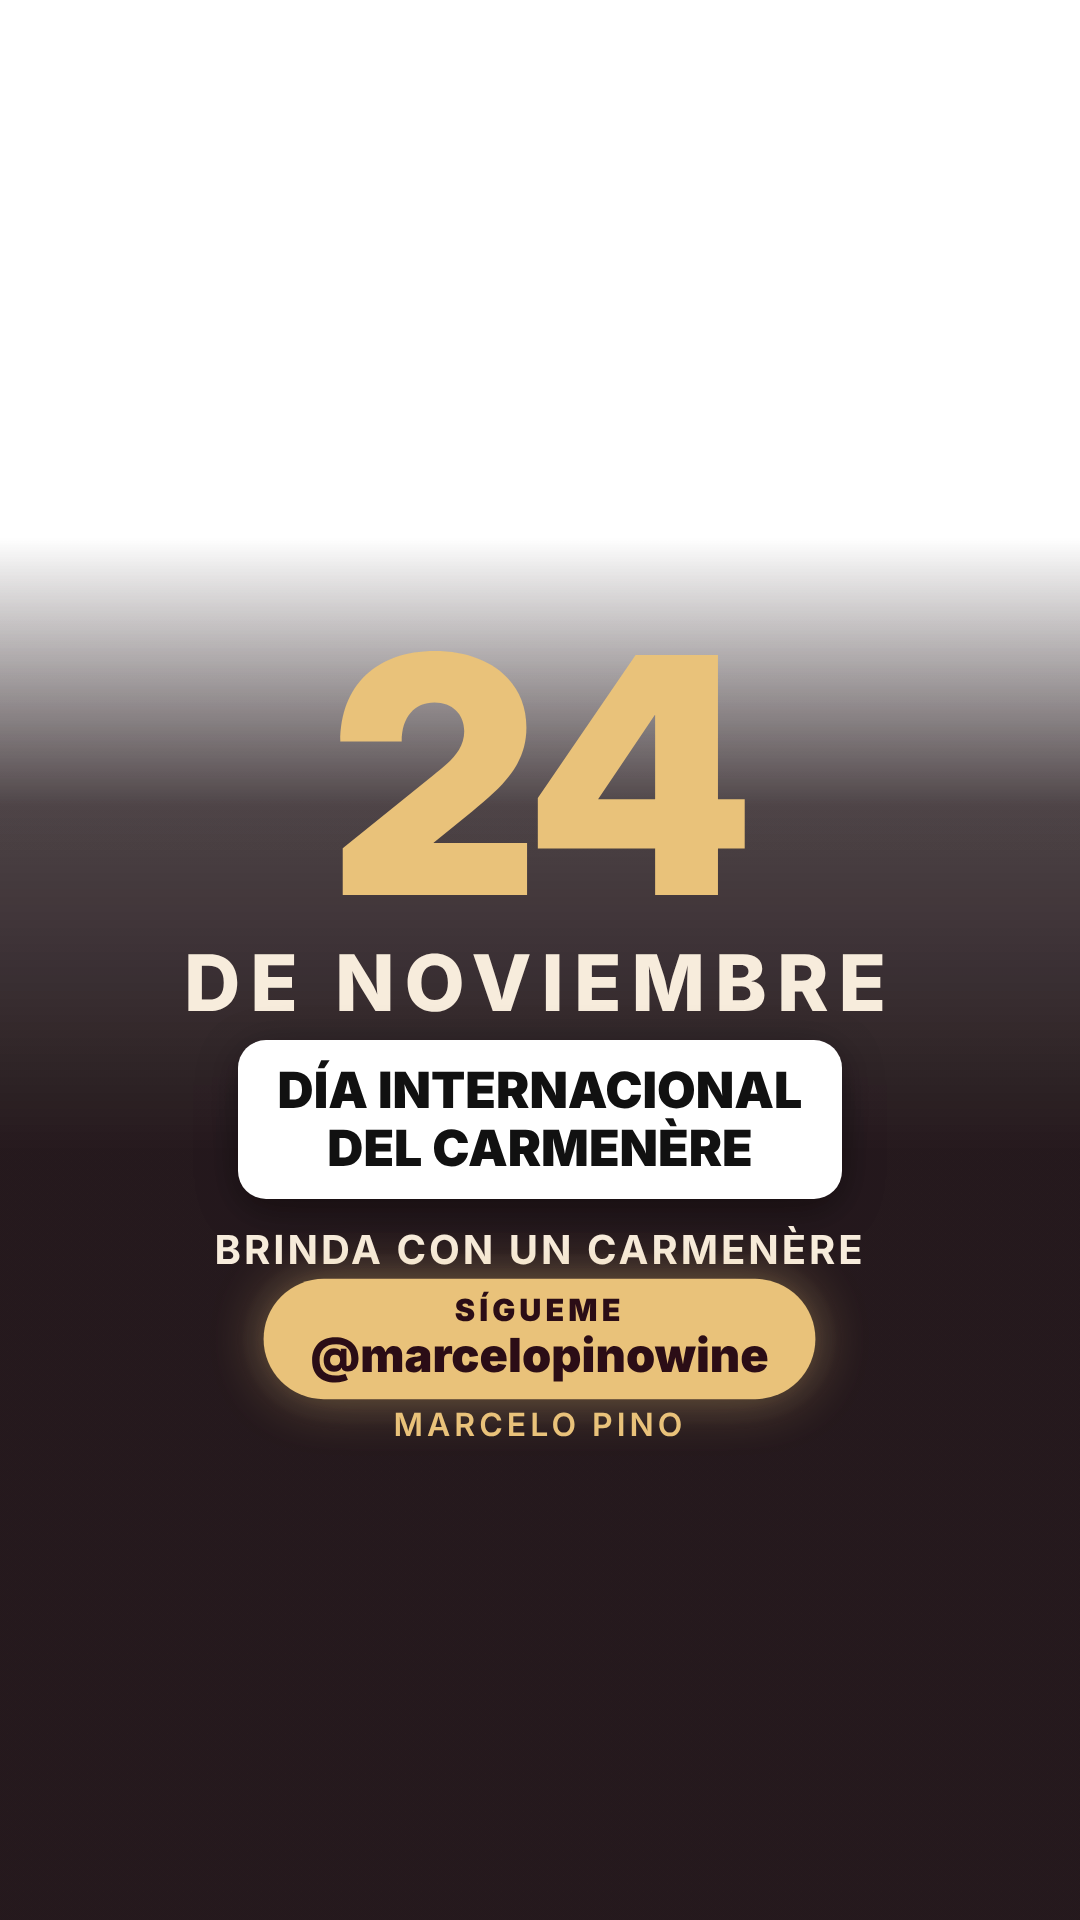 24
DE NOVIEMBRE
DÍA INTERNACIONAL
DEL CARMENÈRE
BRINDA CON UN CARMENÈRE
SÍGUEME
@marcelopinowine
MARCELO PINO